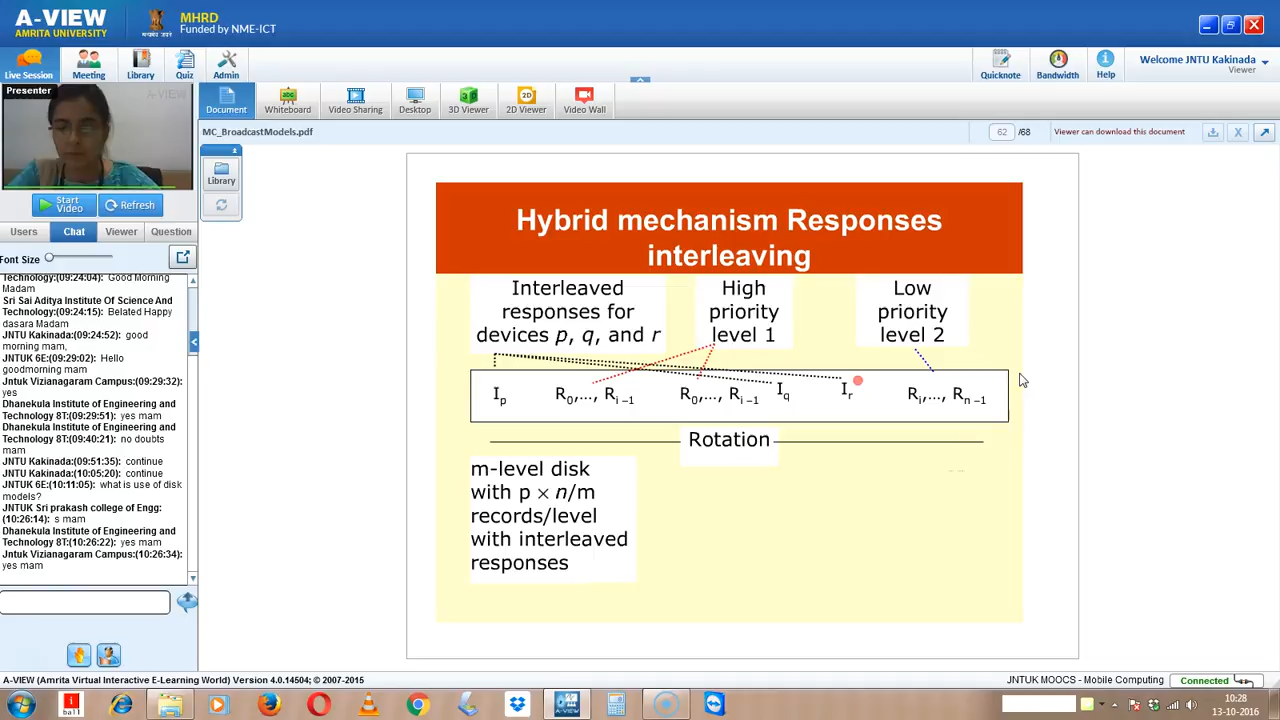 A-VIEW
AMRITA UNIVERSITY
MHRD
Funded by NME-ICT
Live Session
Meeting
Library
Quiz
Admin
Quicknote
Bandwidth
Help
Welcome JNTU Kakinada
Viewer
Presenter
A-VIEW
Document
Whiteboard
Video Sharing
Desktop
3D Viewer
2D Viewer
Video Wall
MC_BroadcastModels.pdf
62 /68
Viewer can download this document
Library
Start Video
Refresh
Users
Chat
Viewer
Question
Font Size
Technology:(09:24:04): Good Morning
Madam
Sri Sai Aditya Institute Of Science And
Technology:(09:24:15): Belated Happy
dasara Madam
JNTU Kakinada:(09:24:52): good
morning mam,
JNTUK 6E:(09:29:02): Hello
goodmorning mam
Jntuk Vizianagaram Campus:(09:29:32):
yes
Dhanekula Institute of Engineering and
Technology 8T:(09:29:51): yes mam
Dhanekula Institute of Engineering and
Technology 8T:(09:40:21): no doubts
mam
JNTU Kakinada:(09:51:35): continue
JNTU Kakinada:(10:05:20): continue
JNTUK 6E:(10:11:05): what is use of disk
models?
JNTUK Sri prakash college of Engg:
(10:26:14): s mam
Dhanekula Institute of Engineering and
Technology 8T:(10:26:22): yes mam
Jntuk Vizianagaram Campus:(10:26:34):
yes mam
Hybrid mechanism Responses
interleaving
Interleaved
responses for
devices p, q, and r
High
priority
level 1
Low
priority
level 2
Ip R0,…, Ri –1 R0,…, Ri –1 Iq Ir Ri,…, Rn –1
Rotation
m-level disk
with p × n/m
records/level
with interleaved
responses
A-VIEW (Amrita Virtual Interactive E-Learning World) Version 4.0.14504; © 2007-2015
JNTUK MOOCS - Mobile Computing
Connected
10:28
13-10-2016